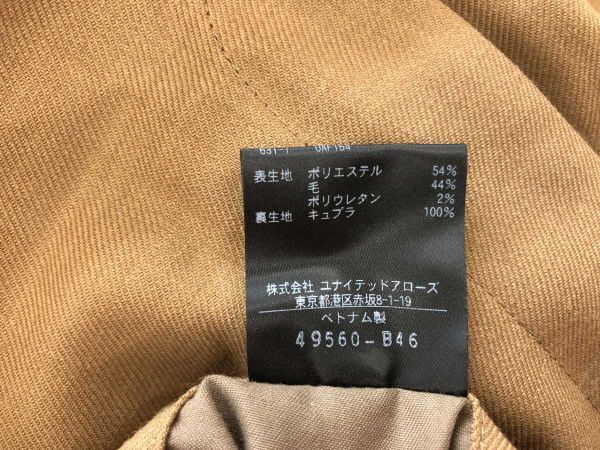 表生地 ポリエステル 54%
毛 44%
ポリウレタン 2%
裏生地 キュプラ 100%
株式会社 ユナイテッドアローズ
東京都港区赤坂8-1-19
ベトナム製
49560-B46